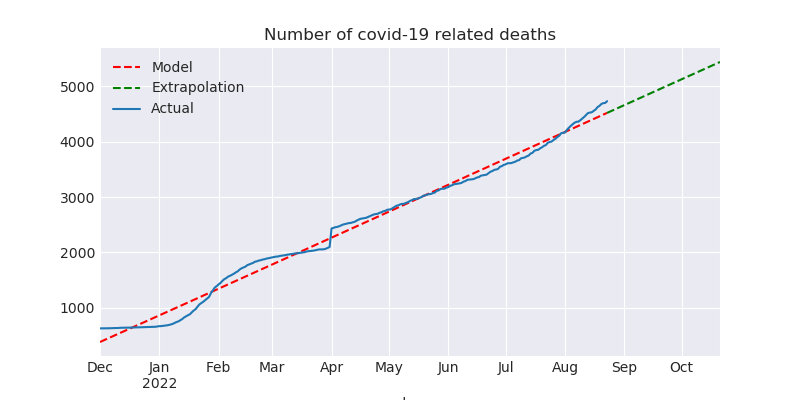 Number of covid-19 related deaths
Model
Extrapolation
Actual
5000
4000
3000
2000
1000
Dec Jan Feb Mar Apr May Jun Jul Aug Sep Oct
2022